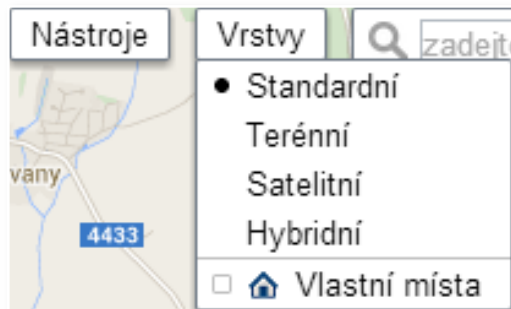 Nástroje
Vrstvy
Standardní
Terénní
Satelitní
Hybridní
Vlastní místa
4433